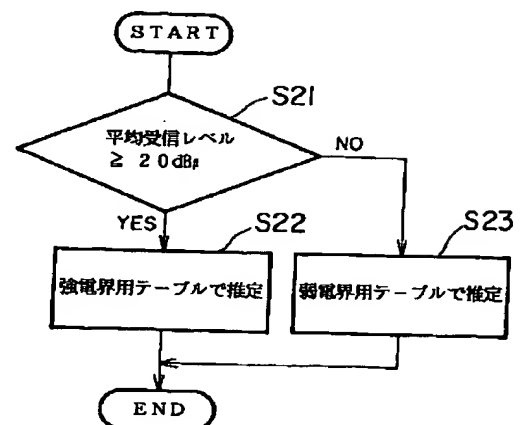 START
S21
平均受信レベル
≧ 20dBμ
NO
YES
S22
S23
強電界用テーブルで推定
弱電界用テーブルで推定
END